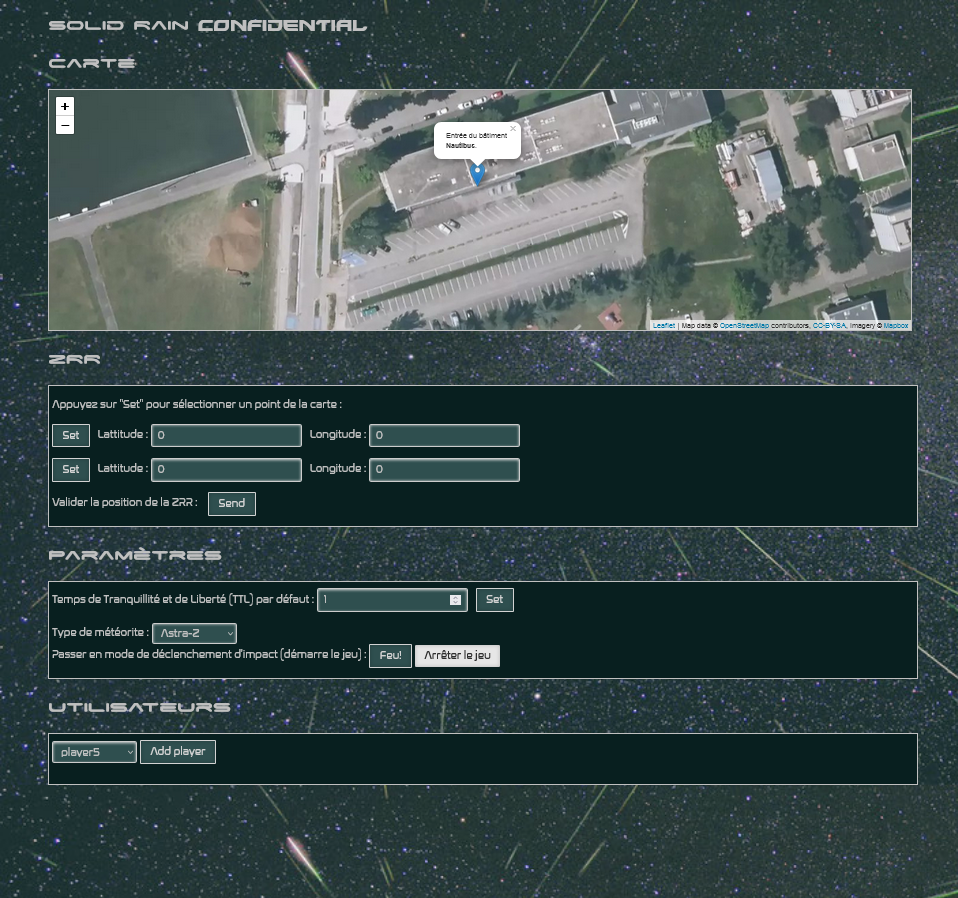 SOLID RAIN CONFIDENTIAL
CARTE
+
−
Entrée du bâtiment
Nautibus.
×
Leaflet | Map data © OpenStreetMap contributors, CC-BY-SA, Imagery © Mapbox
ZRR
Appuyez sur "Set" pour sélectionner un point de la carte :
Set Lattitude : 0 Longitude : 0
Set Lattitude : 0 Longitude : 0
Valider la position de la ZRR : Send
PARAMÈTRES
Temps de Tranquillité et de Liberté (TTL) par défaut : 1 Set
Type de météorite : Astra-Z
Passer en mode de déclenchement d'impact (démarre le jeu) : Feu! Arrêter le jeu
UTILISATEURS
player5 Add player